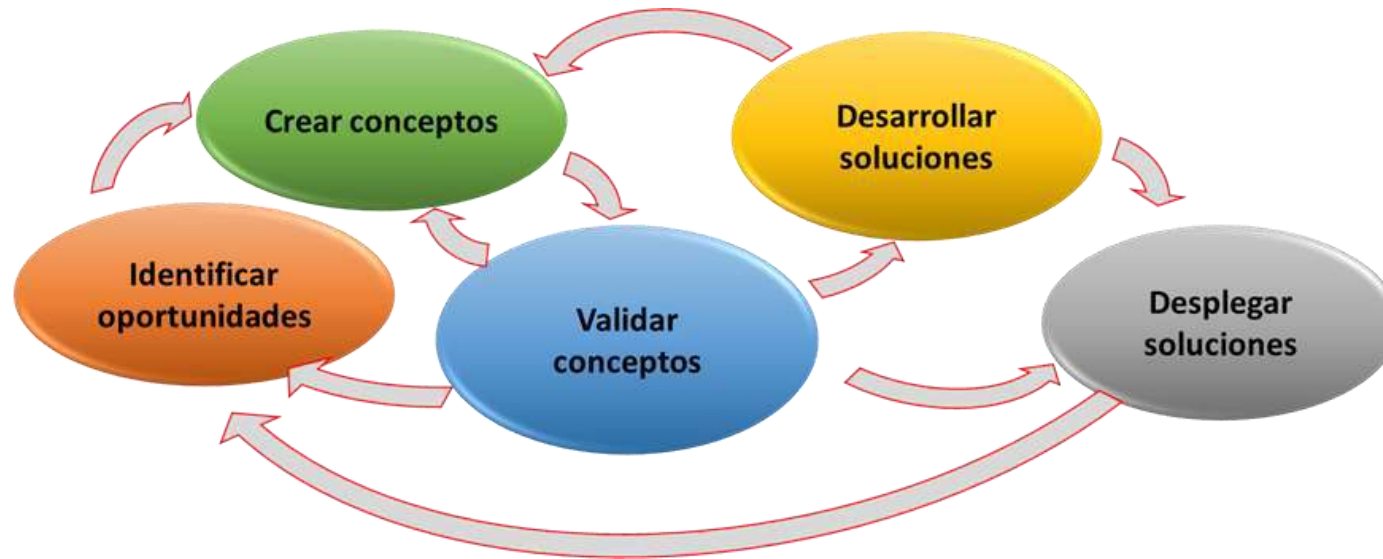 Crear conceptos
Desarrollar
soluciones
Identificar
oportunidades
Validar
conceptos
Desplegar
soluciones